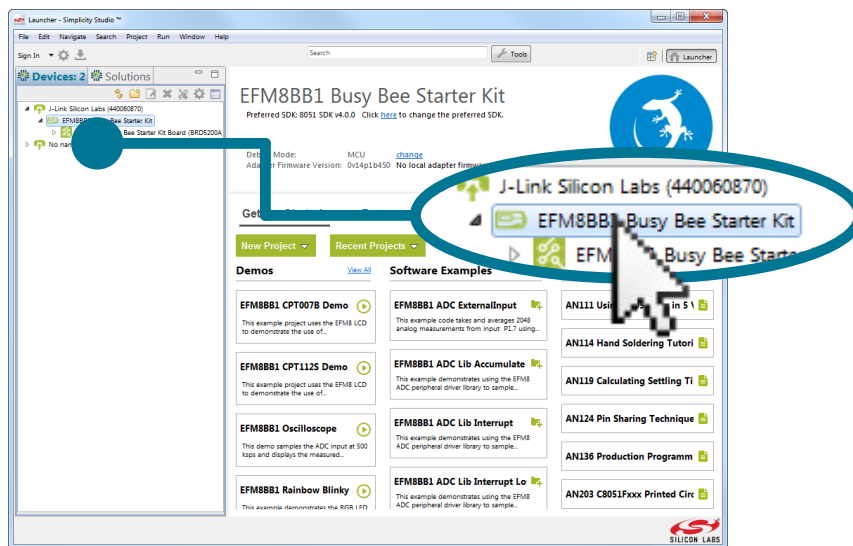 Launcher - Simplicity Studio ™
File Edit Navigate Search Project Run Window Help
Sign In
Search
Tools
Launcher
Devices: 2
Solutions
J-Link Silicon Labs (440060870)
EFM8BB1 Busy Bee Starter Kit
Bee Starter Kit Board (BRD5200A)
No nam
EFM8BB1 Busy Bee Starter Kit
Preferred SDK: 8051 SDK v4.0.0 Click here to change the preferred SDK.
Mode: MCU change
Adapter Firmware Version: 0v14p1b450 No local adapter firmw
J-Link Silicon Labs (440060870)
EFM8BB1 Busy Bee Starter Kit
EFM Busy Bee Starte
New Project
Recent Projects
Demos
View All
Software Examples
EFM8BB1 CPT007B Demo
This example project uses the EFM8 LCD
to demonstrate the use of...
EFM8BB1 CPT112S Demo
This example project uses the EFM8 LCD
to demonstrate the use of...
EFM8BB1 Oscilloscope
This demo samples the ADC input at 500
ksps and displays the measured...
EFM8BB1 Rainbow Blinky
This example demonstrates the RGB LED
EFM8BB1 ADC ExternalInput
This example code takes and averages 2048
analog measurements from input P1.7 using...
EFM8BB1 ADC Lib Accumulate
This example demonstrates using the EFM8
ADC peripheral driver library to sample...
EFM8BB1 ADC Lib Interrupt
This example demonstrates using the EFM8
ADC peripheral driver library to sample...
EFM8BB1 ADC Lib Interrupt Lo
This example demonstrates using the EFM8
ADC peripheral driver library to sample...
AN111 Usin in 5 V
AN114 Hand Soldering Tutori
AN119 Calculating Settling Ti
AN124 Pin Sharing Technique
AN136 Production Programm
AN203 C8051Fxxx Printed Circ
SILICON LABS